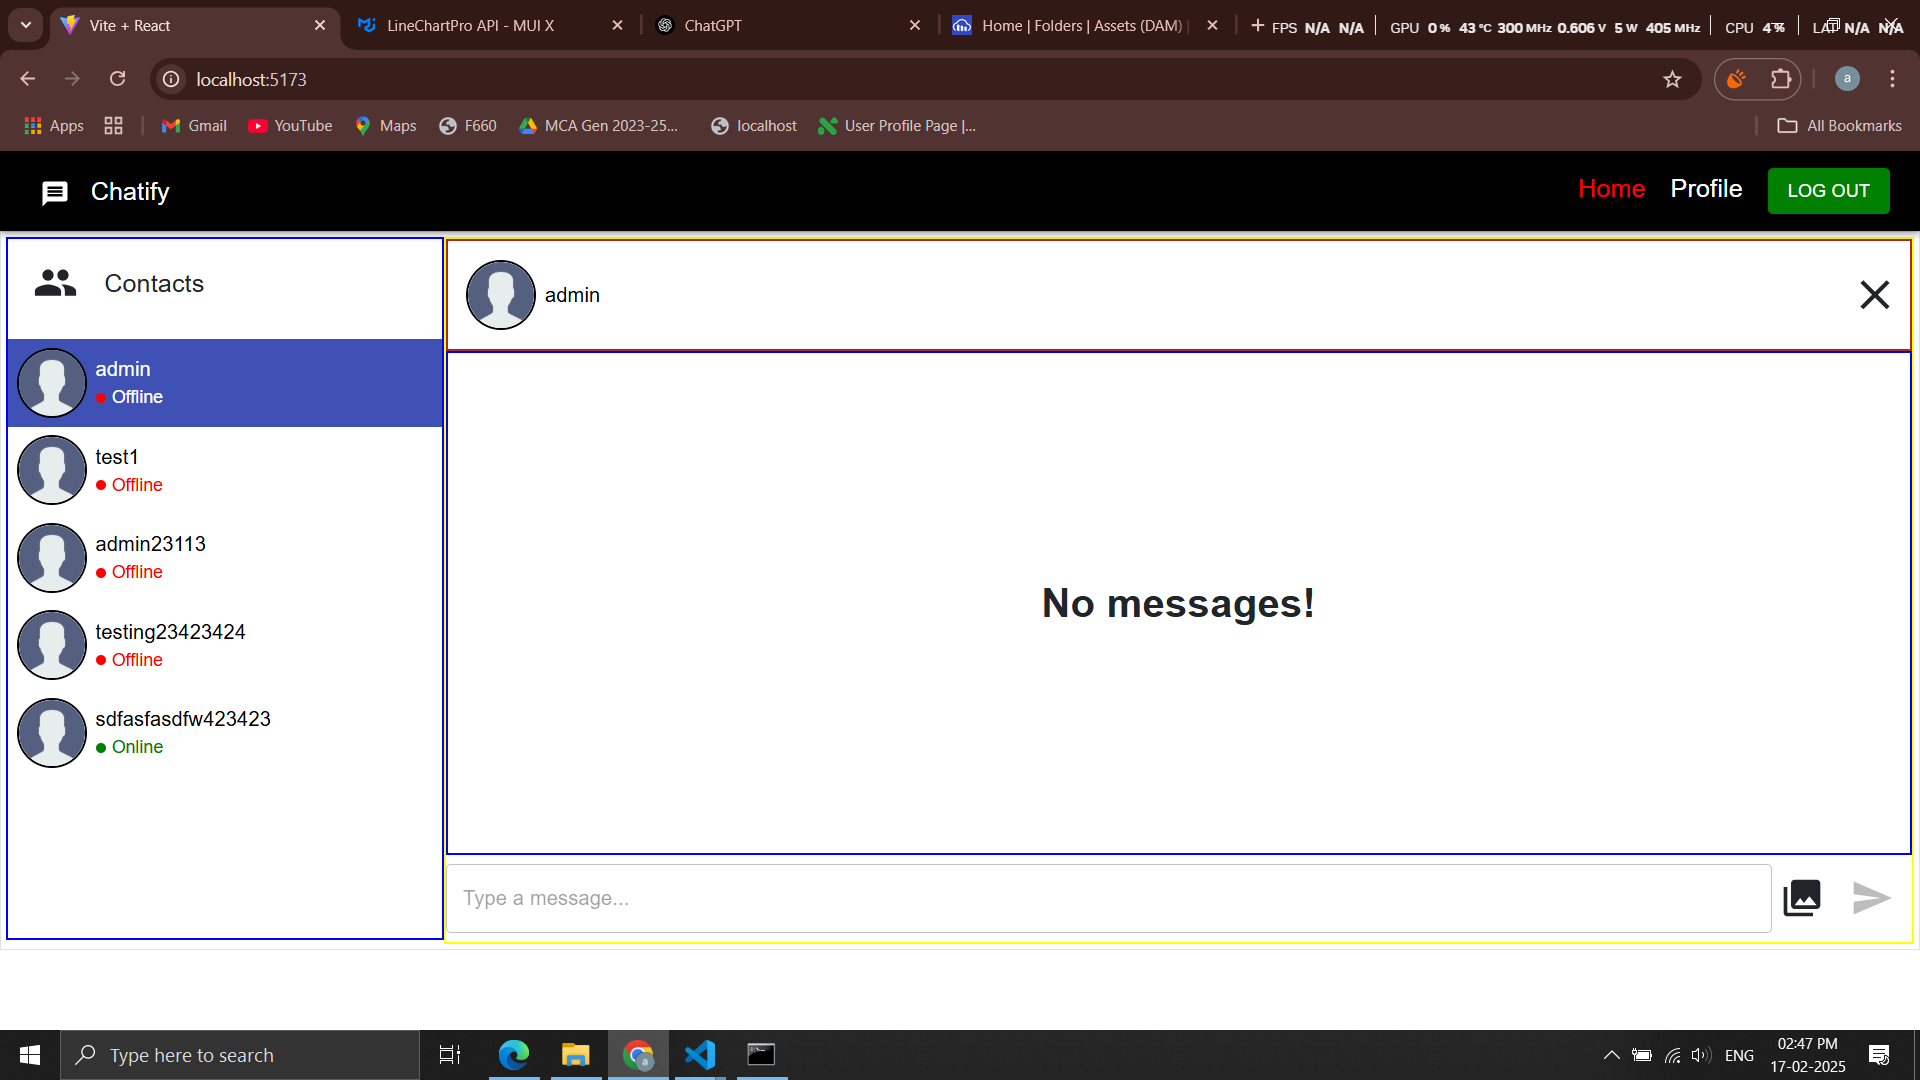 Vite + React
LineChartPro API - MUI X
ChatGPT
Home | Folders | Assets (DAM) |
FPS N/A N/A
GPU 0 % 43 °C 300 MHz 0.606 V 5 W 405 MHz
CPU 4 %
LAT N/A N/A
localhost:5173
a
Apps
Gmail
YouTube
Maps
F660
MCA Gen 2023-25...
localhost
User Profile Page |...
All Bookmarks
Chatify
Home
Profile
LOG OUT
Contacts
admin
Offline
test1
Offline
admin23113
Offline
testing23423424
Offline
sdfasfasdfw423423
Online
admin
No messages!
Type a message...
Type here to search
a
ENG
02:47 PM
17-02-2025